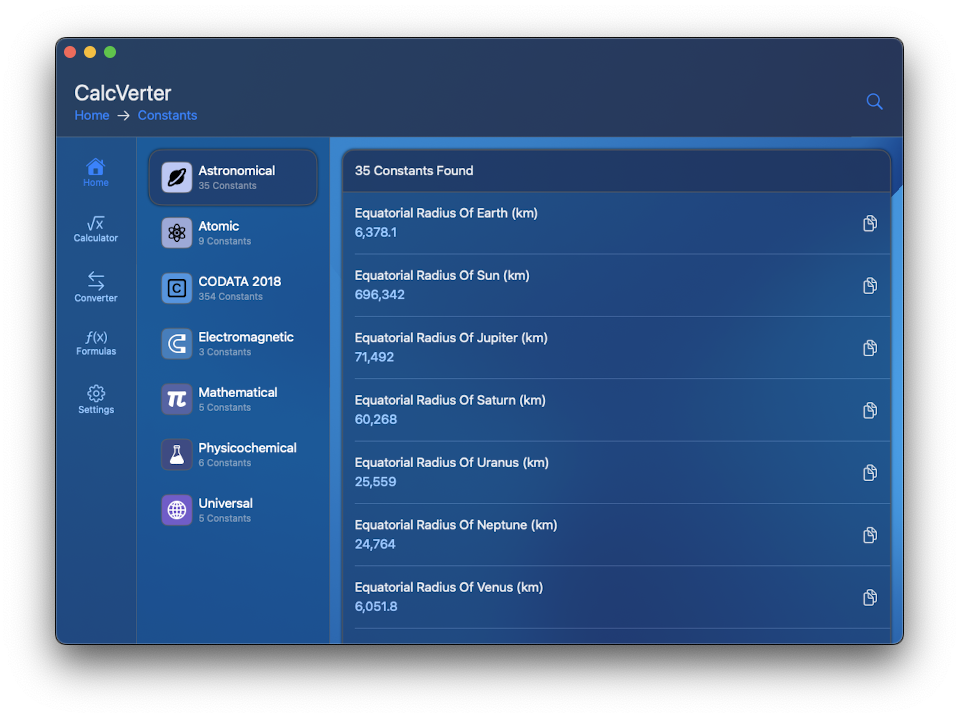 CalcVerter
Home → Constants
Home
√x
Calculator
Converter
f(x)
Formulas
Settings
Astronomical
35 Constants
Atomic
9 Constants
C
CODATA 2018
354 Constants
Electromagnetic
3 Constants
π
Mathematical
5 Constants
Physicochemical
6 Constants
Universal
5 Constants
35 Constants Found
Equatorial Radius Of Earth (km)
6,378.1
Equatorial Radius Of Sun (km)
696,342
Equatorial Radius Of Jupiter (km)
71,492
Equatorial Radius Of Saturn (km)
60,268
Equatorial Radius Of Uranus (km)
25,559
Equatorial Radius Of Neptune (km)
24,764
Equatorial Radius Of Venus (km)
6,051.8